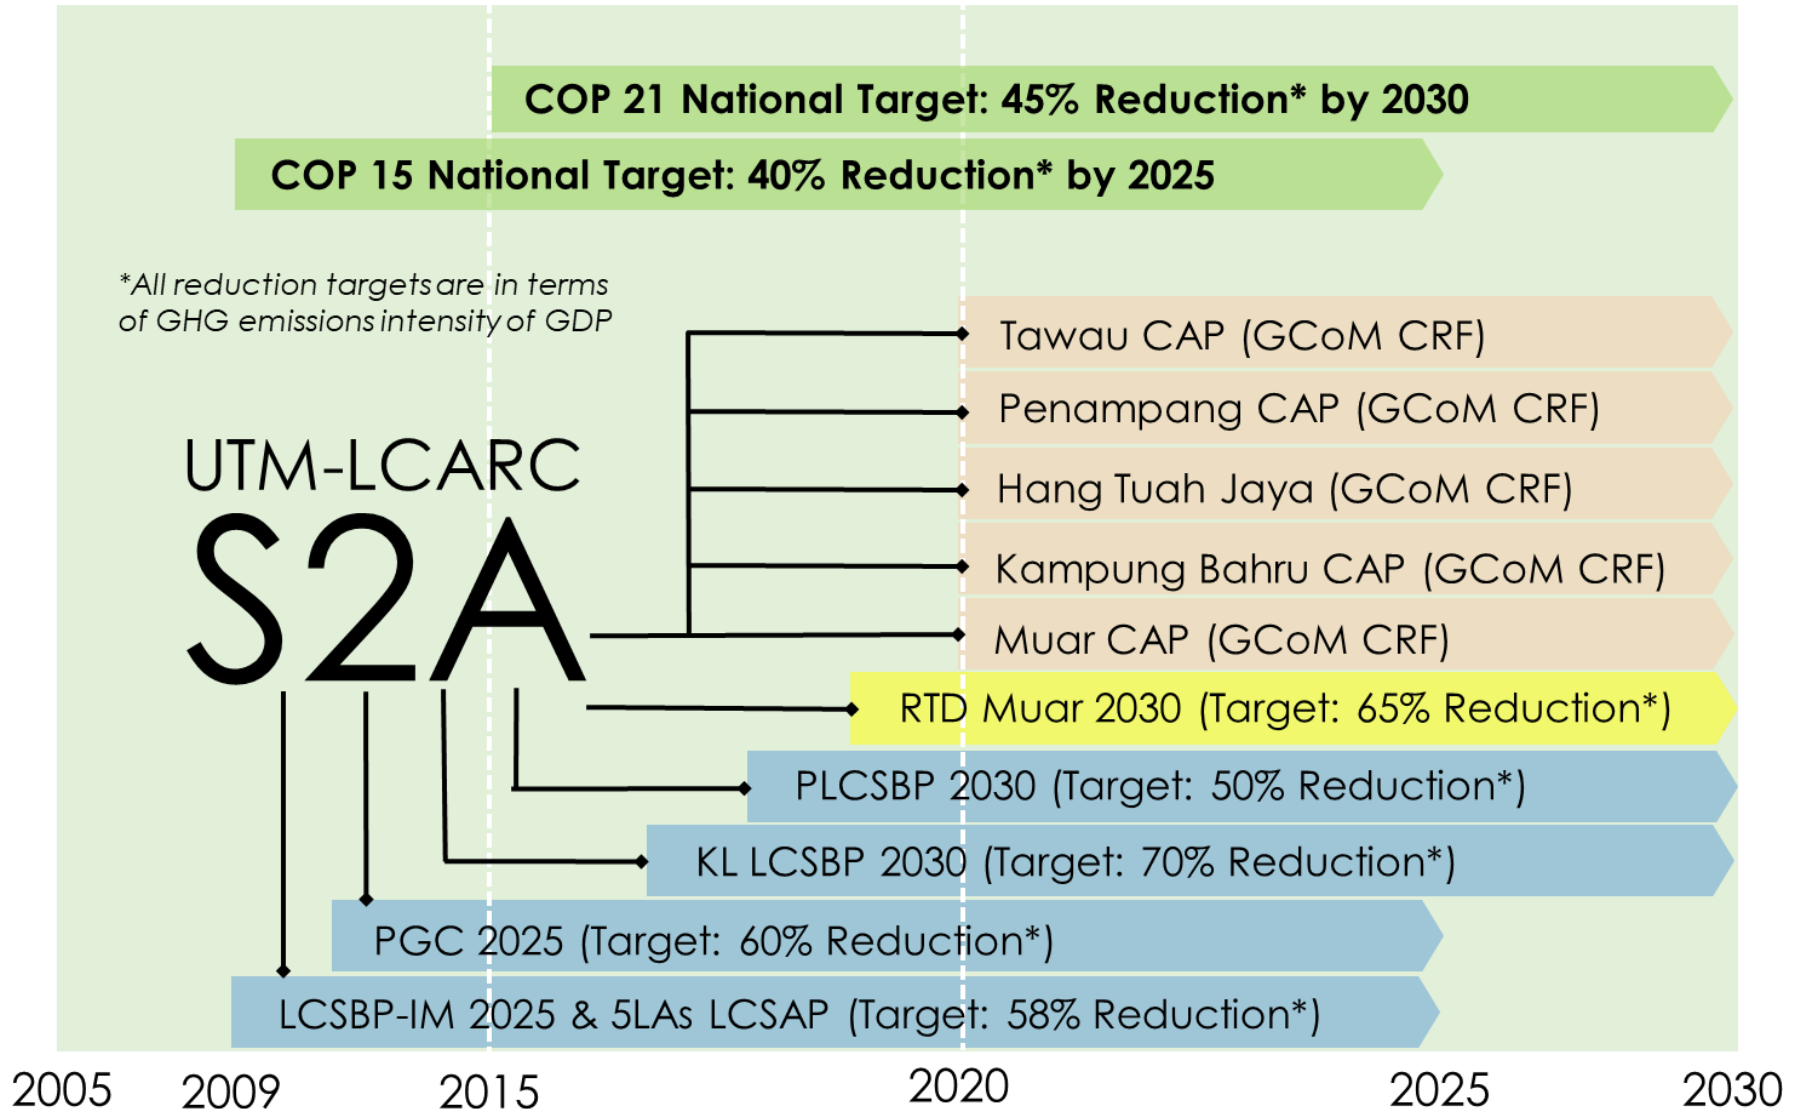 COP 21 National Target: 45% Reduction* by 2030
COP 15 National Target: 40% Reduction* by 2025
*All reduction targets are in terms
of GHG emissions intensity of GDP
UTM-LCARC
S2A
Tawau CAP (GCoM CRF)
Penampang CAP (GCoM CRF)
Hang Tuah Jaya (GCoM CRF)
Kampung Bahru CAP (GCoM CRF)
Muar CAP (GCoM CRF)
RTD Muar 2030 (Target: 65% Reduction*)
PLCSBP 2030 (Target: 50% Reduction*)
KL LCSBP 2030 (Target: 70% Reduction*)
PGC 2025 (Target: 60% Reduction*)
LCSBP-IM 2025 & 5LAs LCSAP (Target: 58% Reduction*)
2005 2009 2015 2020 2025 2030